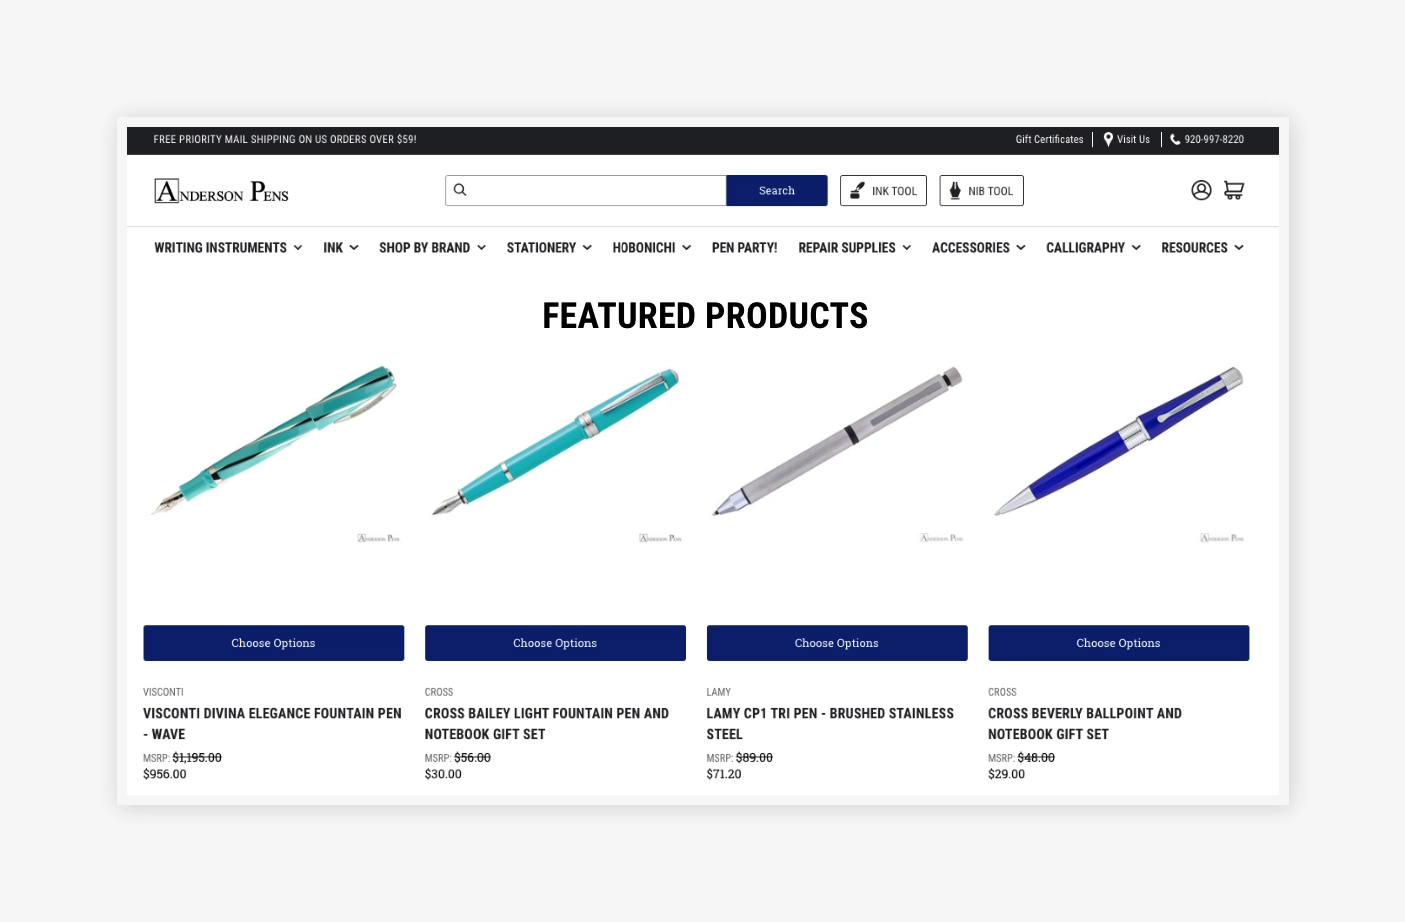 FREE PRIORITY MAIL SHIPPING ON US ORDERS OVER $59!
Gift Certificates
Visit Us
920-997-8220
ANDERSON PENS
Search
INK TOOL
NIB TOOL
WRITING INSTRUMENTS
INK
SHOP BY BRAND
STATIONERY
HOBONICHI
PEN PARTY!
REPAIR SUPPLIES
ACCESSORIES
CALLIGRAPHY
RESOURCES
FEATURED PRODUCTS
ANDERSON PENS
ANDERSON PENS
ANDERSON PENS
ANDERSON PENS
Choose Options
Choose Options
Choose Options
Choose Options
VISCONTI
VISCONTI DIVINA ELEGANCE FOUNTAIN PEN
- WAVE
MSRP: $1,195.00
$956.00
CROSS
CROSS BAILEY LIGHT FOUNTAIN PEN AND
NOTEBOOK GIFT SET
MSRP: $56.00
$30.00
LAMY
LAMY CP1 TRI PEN - BRUSHED STAINLESS
STEEL
MSRP: $89.00
$71.20
CROSS
CROSS BEVERLY BALLPOINT AND
NOTEBOOK GIFT SET
MSRP: $48.00
$29.00